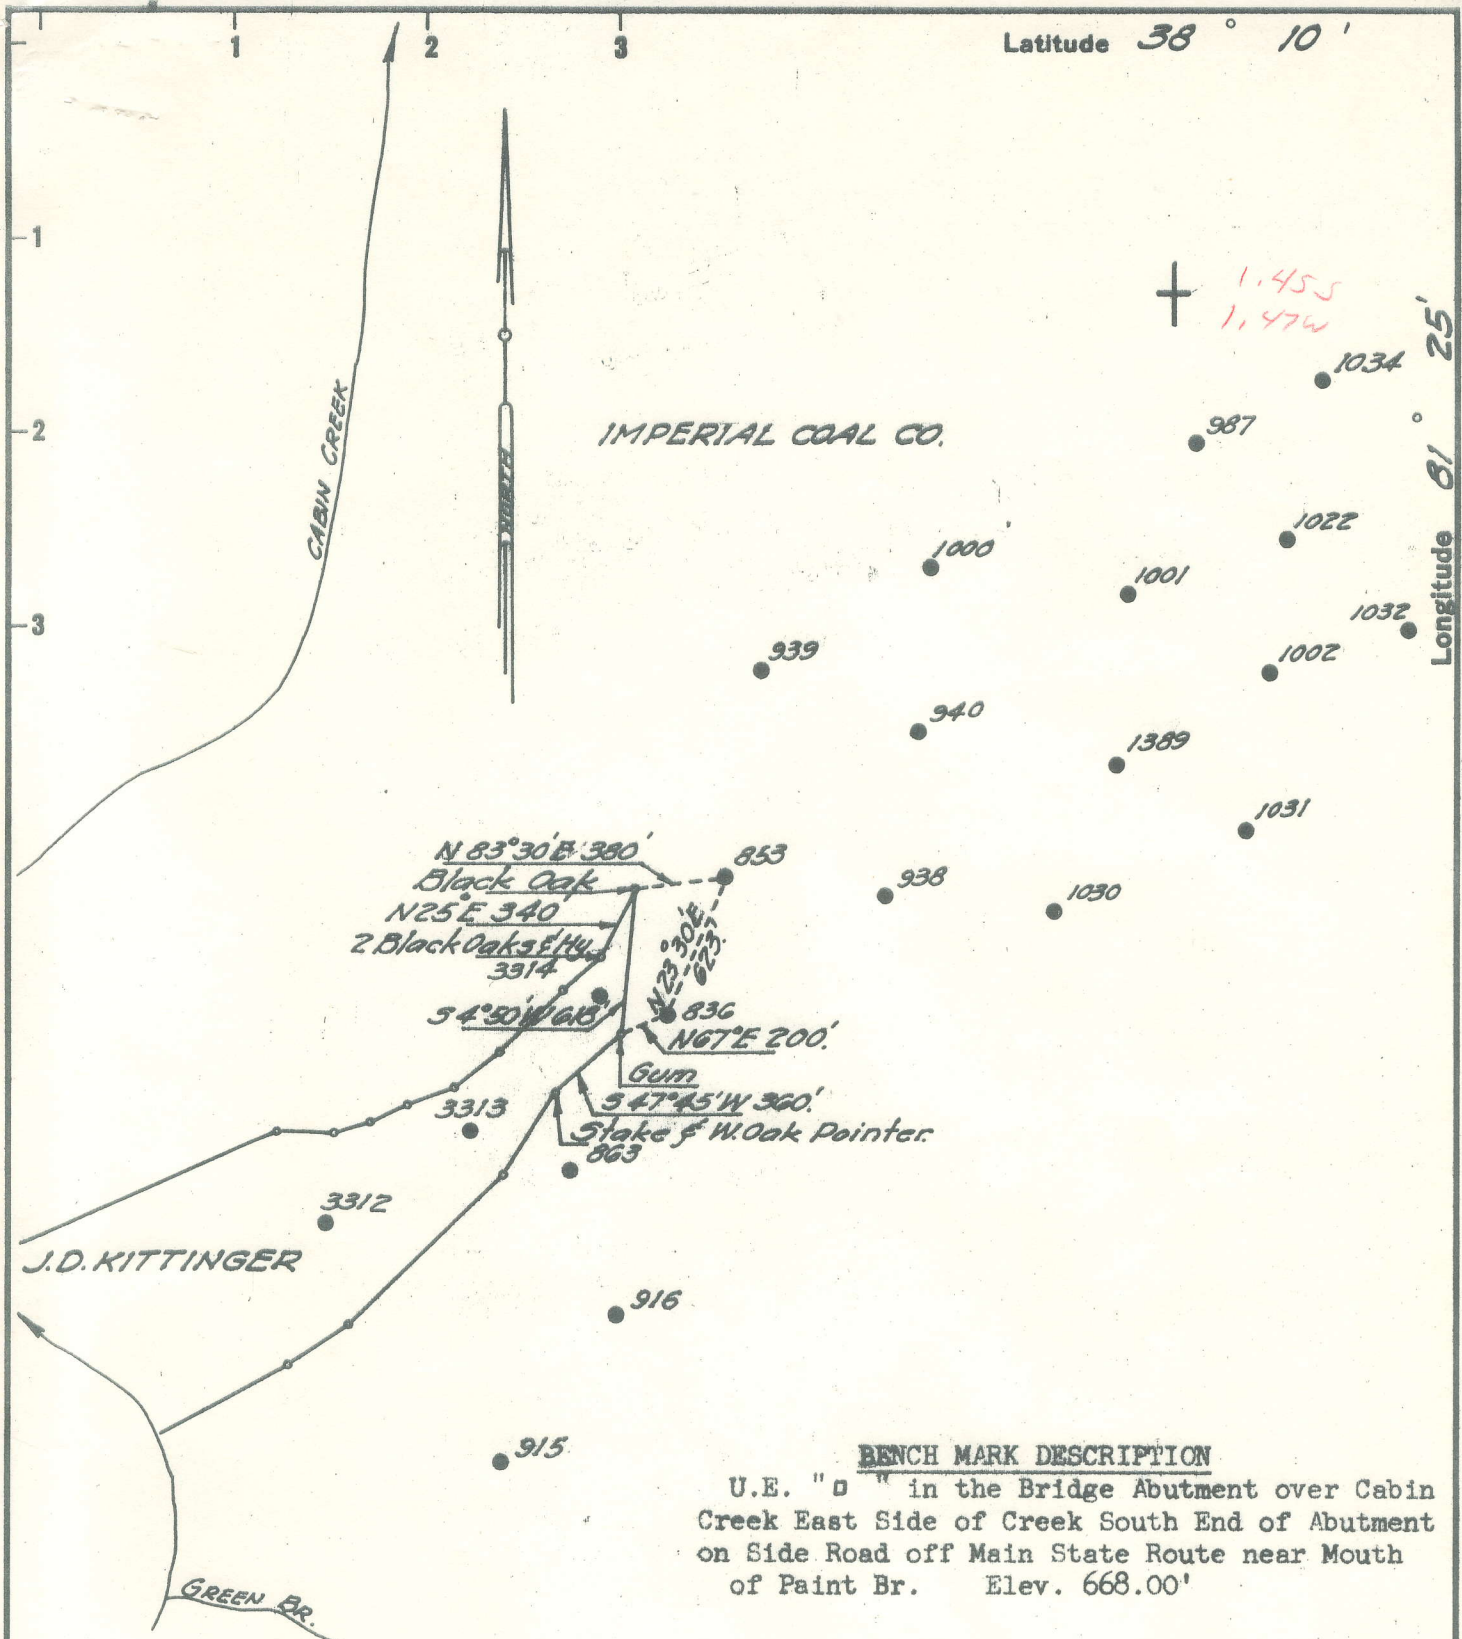 1 2 3
Latitude 38 ° 10 '
1
1.45 S
1.47 W
Longitude 81 ° 25'
1034
CABIN CREEK
2
IMPERIAL COAL CO.
987
NORTH
1022
1000
1001
3
1032
939
1002
940
1389
1031
N 83°30'E 380'
853
Black Oak
938
1030
N25°E 340'
2 Black Oaks & Hy.
N23°30'E
623.'
3314
S 4°50'W 618'
836
N67°E 200.'
Gum
S 47°45'W 360.'
3313
Stake & W.Oak Pointer.
863
3312
J.D. KITTINGER
916
915
BENCH MARK DESCRIPTION
U.E. "□ " in the Bridge Abutment over Cabin
Creek East Side of Creek South End of Abutment
on Side Road off Main State Route near Mouth
of Paint Br. Elev. 668.00'
GREEN BR.